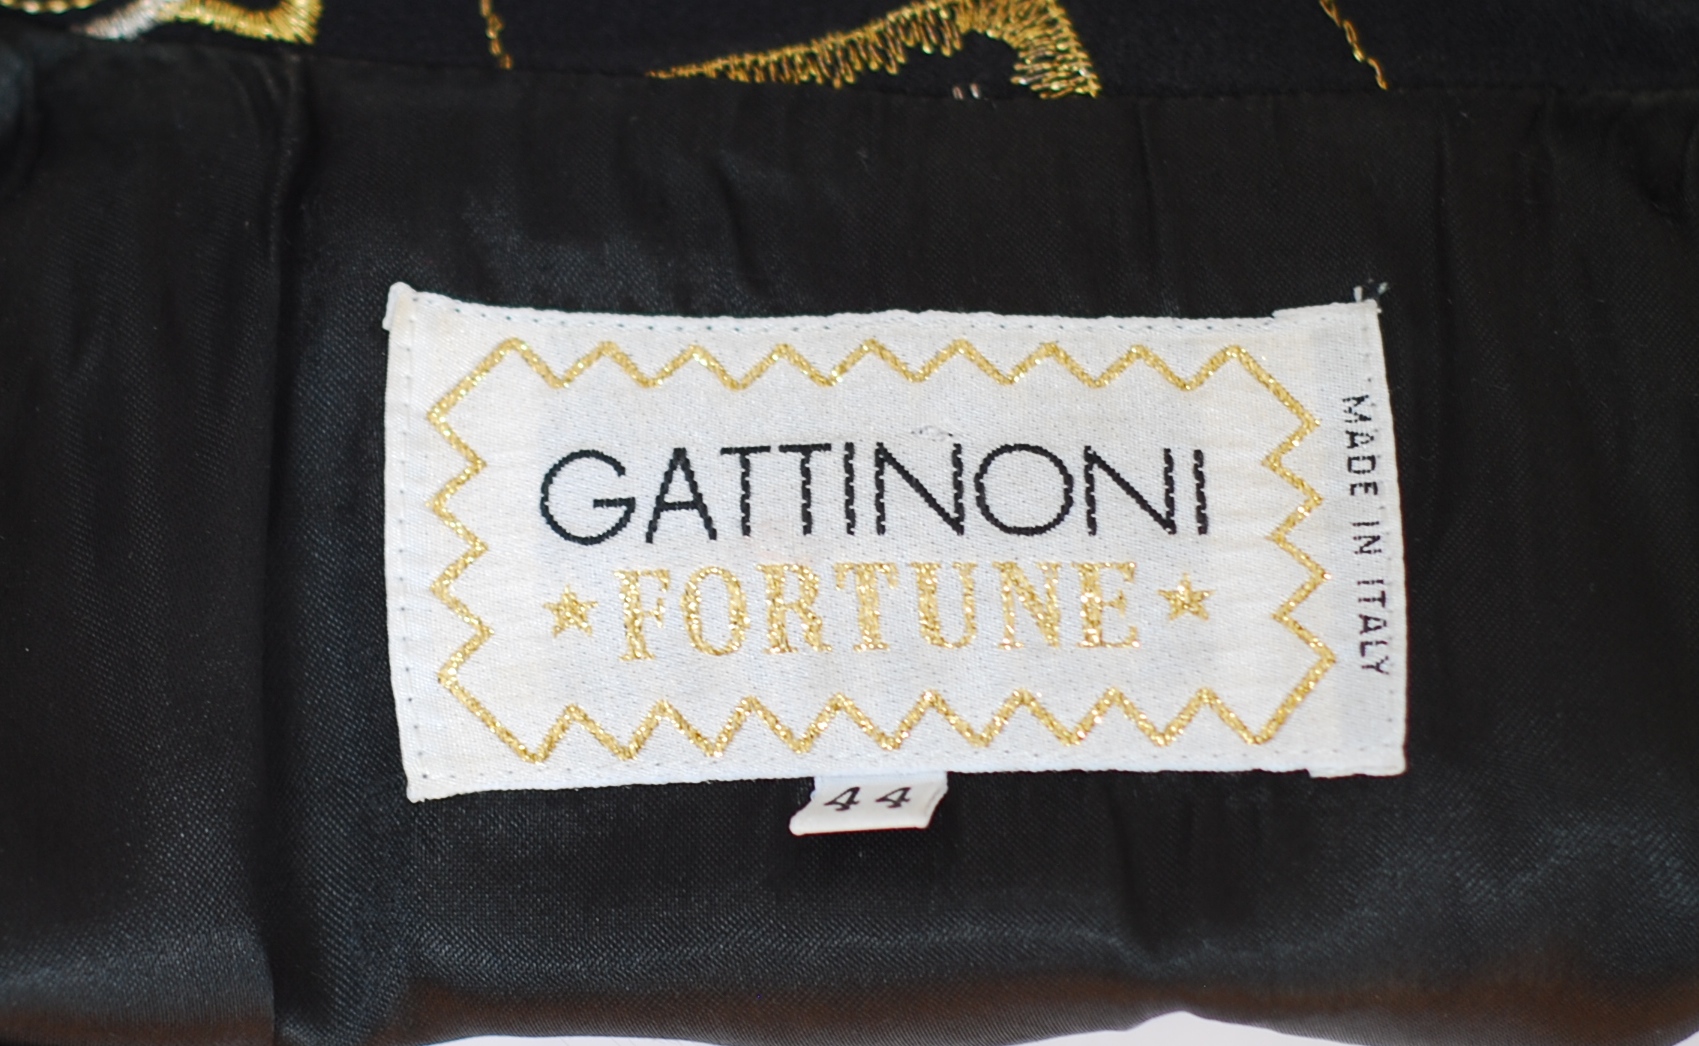 GATTINONI
★FORTUNE★
MADE IN ITALY
44